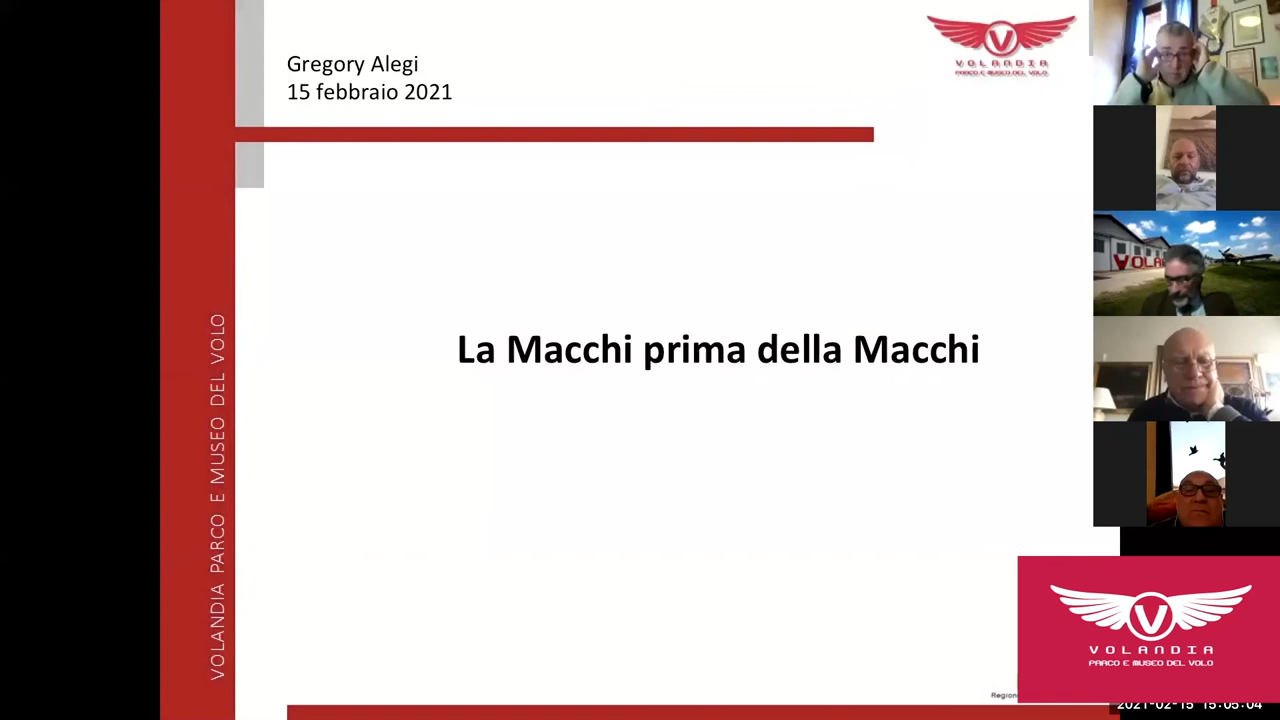 Gregory Alegi
15 febbraio 2021
VOLANDIA
PARCO E MUSEO DEL VOLO
La Macchi prima della Macchi
VOLANDIA PARCO E MUSEO DEL VOLO
VOLANDIA
PARCO E MUSEO DEL VOLO
2021-02-15 15:05:04